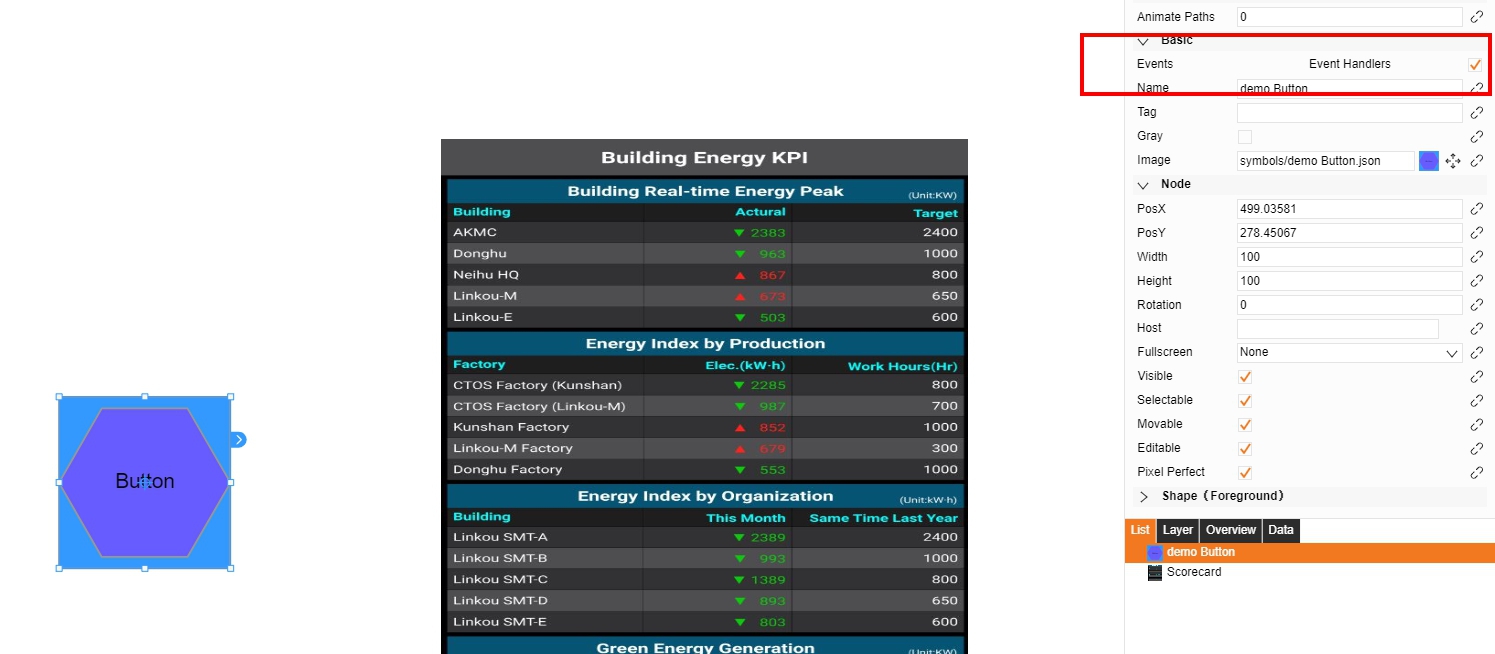 Animate Paths 0
Basic
Events Event Handlers
Name demo Button
Tag
Gray
Image symbols/demo Button.json
Node
PosX 499.03581
PosY 278.45067
Width 100
Height 100
Rotation 0
Host
Fullscreen None
Visible
Selectable
Movable
Editable
Pixel Perfect
Shape (Foreground)
List Layer Overview Data
demo Button
Scorecard
Button
Building Energy KPI
Building Real-time Energy Peak (Unit:KW)
Building Actural Target
AKMC ▼ 2383 2400
Donghu ▼ 963 1000
Neihu HQ ▲ 867 800
Linkou-M ▲ 673 650
Linkou-E ▼ 503 600
Energy Index by Production
Factory Elec.(kW·h) Work Hours(Hr)
CTOS Factory (Kunshan) ▼ 2285 800
CTOS Factory (Linkou-M) ▼ 987 700
Kunshan Factory ▲ 852 1000
Linkou-M Factory ▲ 679 300
Donghu Factory ▼ 553 1000
Energy Index by Organization (Unit:kW·h)
Building This Month Same Time Last Year
Linkou SMT-A ▼ 2389 2400
Linkou SMT-B ▼ 993 1000
Linkou SMT-C ▼ 1389 800
Linkou SMT-D ▼ 893 650
Linkou SMT-E ▼ 803 600
Green Energy Generation (Unit:KW)